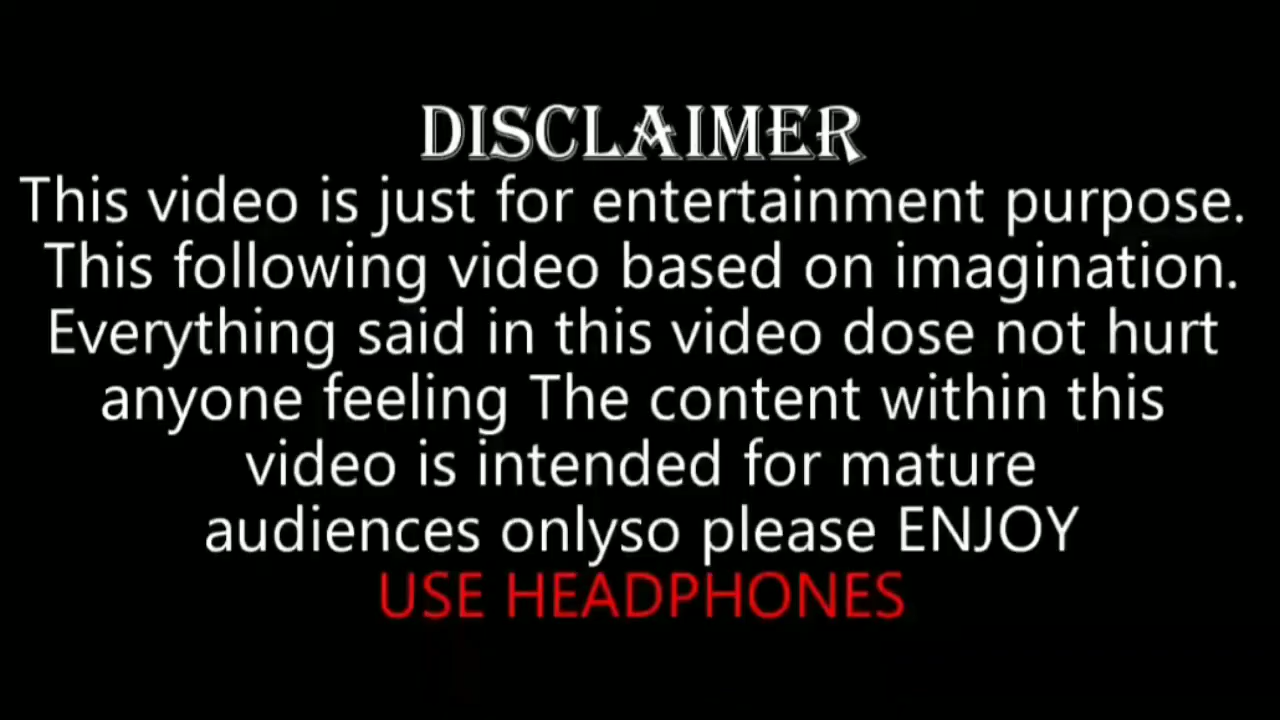 DISCLAIMER
This video is just for entertainment purpose.
This following video based on imagination.
Everything said in this video dose not hurt
anyone feeling The content within this
video is intended for mature
audiences onlyso please ENJOY
USE HEADPHONES